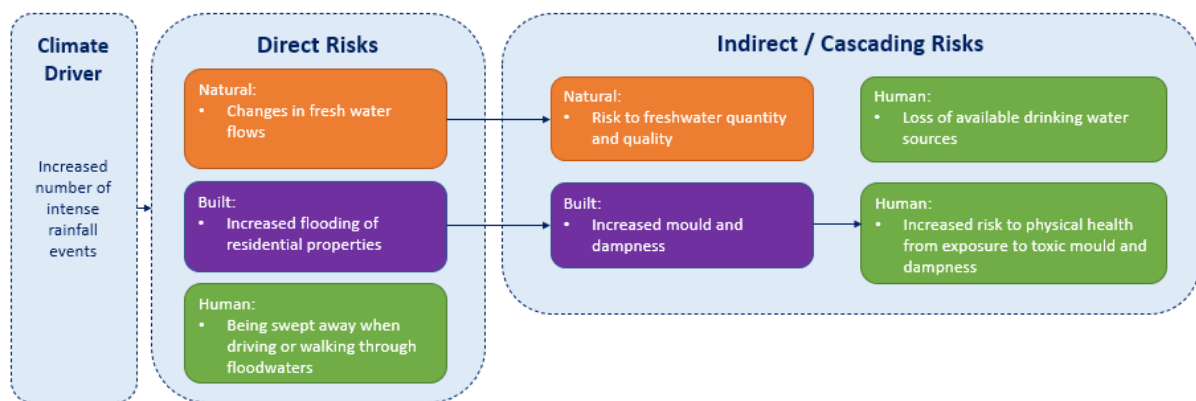 Climate
Driver
Increased
number of
intense
rainfall
events
Direct Risks
Natural:
• Changes in fresh water
flows
Built:
• Increased flooding of
residential properties
Human:
• Being swept away when
driving or walking through
floodwaters
Indirect / Cascading Risks
Natural:
• Risk to freshwater quantity
and quality
Human:
• Loss of available drinking water
sources
Built:
• Increased mould and
dampness
Human:
• Increased risk to physical health
from exposure to toxic mould and
dampness